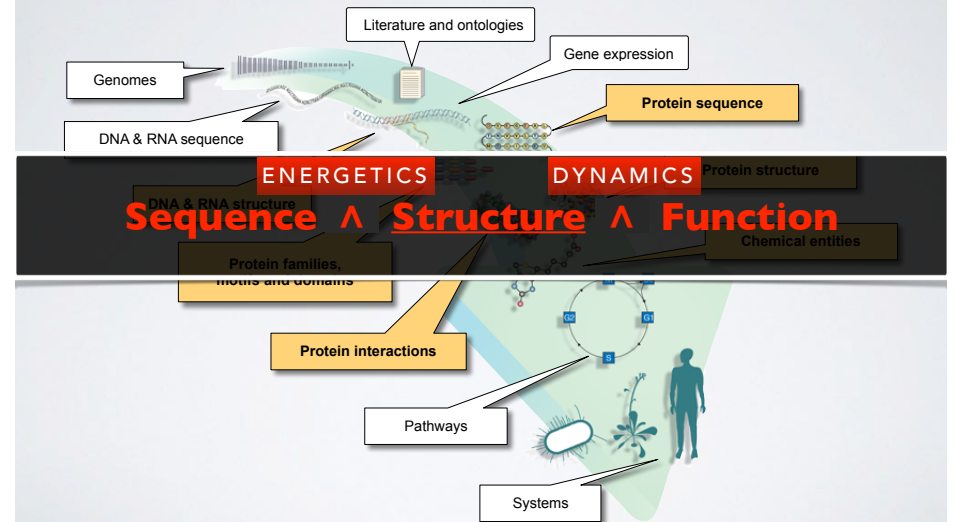 Literature and ontologies
Gene expression
Genomes
Protein sequence
DNA & RNA sequence
ENERGETICS
DYNAMICS
Protein structure
DNA & RNA structure
Sequence ∧ Structure ∧ Function
Chemical entities
Protein families,
motifs and domains
G2
G1
Protein interactions
S
Pathways
Systems